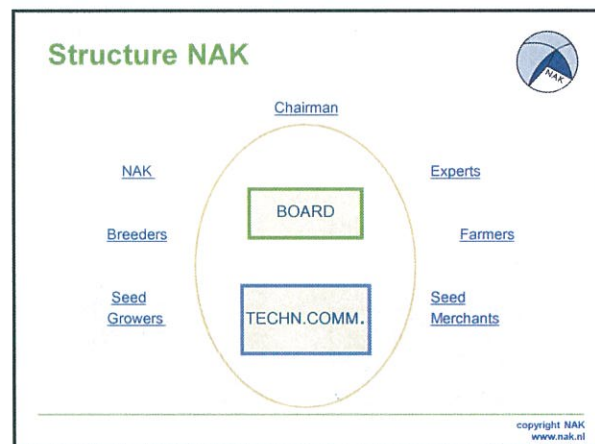 Structure NAK
NAK
Chairman
NAK
Experts
BOARD
Breeders
Farmers
Seed
Growers
TECHN.COMM.
Seed
Merchants
copyright NAK
www.nak.nl